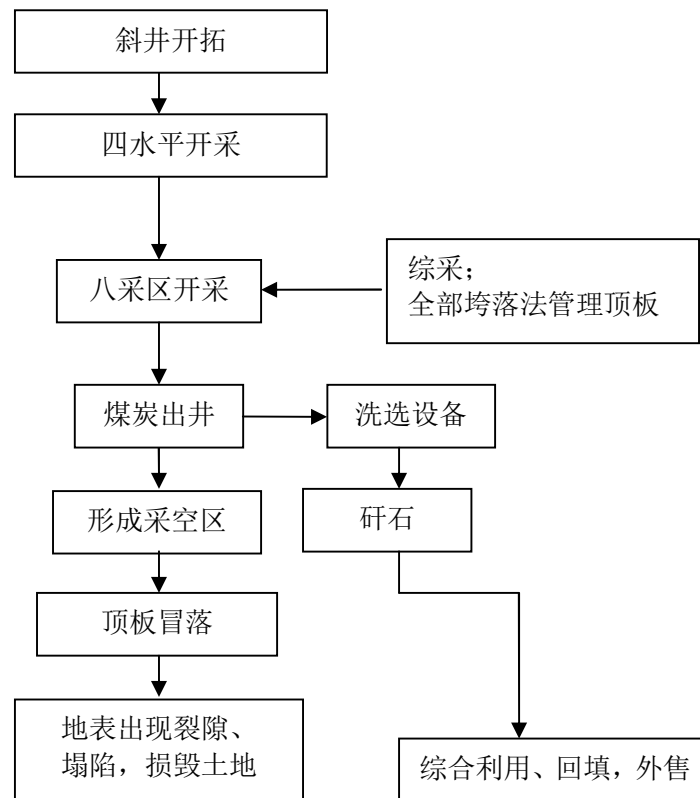 斜井开拓
四水平开采
八采区开采
综采；
全部垮落法管理顶板
煤炭出井
洗选设备
形成采空区
矸石
顶板冒落
地表出现裂隙、
塌陷，损毁土地
综合利用、回填，外售